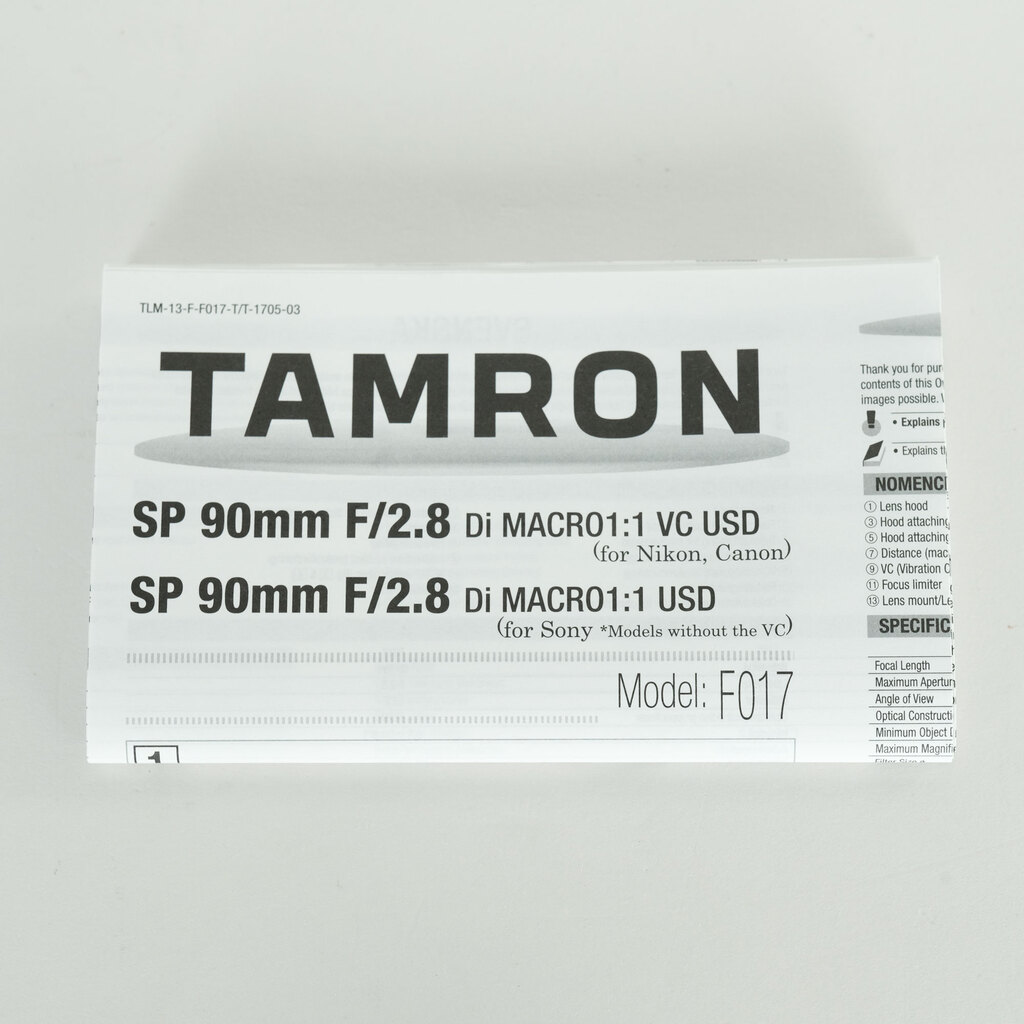 TLM-13-F-F017-T/T-1705-03
TAMRON
SP 90mm F/2.8 Di MACRO1:1 VC USD
(for Nikon, Canon)
SP 90mm F/2.8 Di MACRO1:1 USD
(for Sony *Models without the VC)
Model: F017
1
Thank you for pur
contents of this O
images possible.
• Explains
• Explains
NOMENC
① Lens hood
③ Hood attaching
⑤ Hood attaching
⑦ Distance (mac
⑨ VC (Vibration C
⑪ Focus limiter
⑬ Lens mount/Le
SPECIFIC
Focal Length
Maximum Apertur
Angle of View
Optical Constructi
Minimum Object
Maximum Magnifi